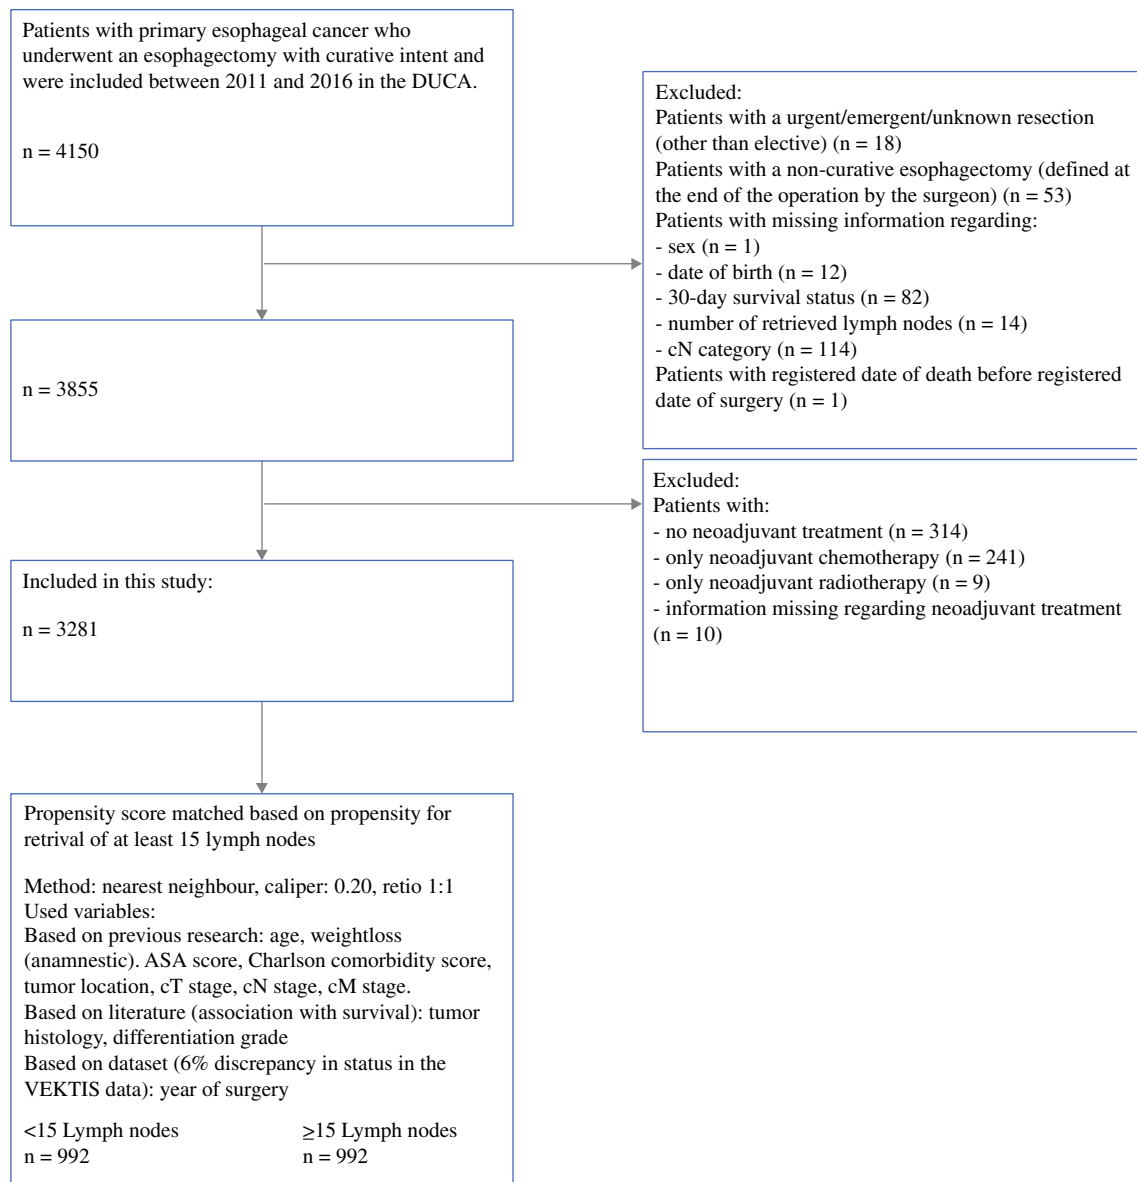 Patients with primary esophageal cancer who
underwent an esophagectomy with curative intent and
were included between 2011 and 2016 in the DUCA.
n = 4150
Excluded:
Patients with a urgent/emergent/unknown resection
(other than elective) (n = 18)
Patients with a non-curative esophagectomy (defined at
the end of the operation by the surgeon) (n = 53)
Patients with missing information regarding:
- sex (n = 1)
- date of birth (n = 12)
- 30-day survival status (n = 82)
- number of retrieved lymph nodes (n = 14)
- cN category (n = 114)
Patients with registered date of death before registered
date of surgery (n = 1)
n = 3855
Excluded:
Patients with:
- no neoadjuvant treatment (n = 314)
- only neoadjuvant chemotherapy (n = 241)
- only neoadjuvant radiotherapy (n = 9)
- information missing regarding neoadjuvant treatment
(n = 10)
Included in this study:
n = 3281
Propensity score matched based on propensity for
retrival of at least 15 lymph nodes
Method: nearest neighbour, caliper: 0.20, retio 1:1
Used variables:
Based on previous research: age, weightloss
(anamnestic). ASA score, Charlson comorbidity score,
tumor location, cT stage, cN stage, cM stage.
Based on literature (association with survival): tumor
histology, differentiation grade
Based on dataset (6% discrepancy in status in the
VEKTIS data): year of surgery
<15 Lymph nodes ≥15 Lymph nodes
n = 992 n = 992